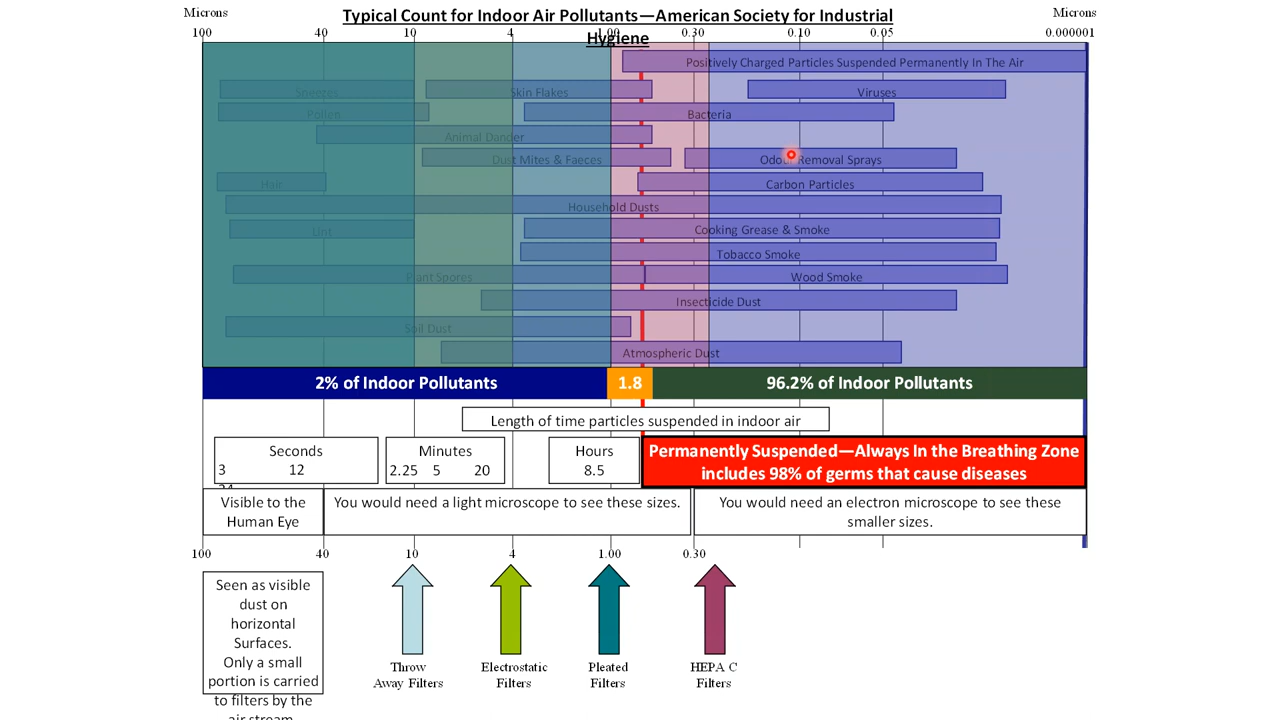 Typical Count for Indoor Air Pollutants—American Society for Industrial
Hygiene
Microns
Microns
100 40 10 4 1.00 0.30 0.10 0.05 0.000001
Positively Charged Particles Suspended Permanently In The Air
Sneezes Skin Flakes Viruses
Pollen Bacteria
Animal Dander
Dust Mites & Faeces Odour Removal Sprays
Hair Carbon Particles
Household Dusts
Lint Cooking Grease & Smoke
Tobacco Smoke
Plant Spores Wood Smoke
Insecticide Dust
Soil Dust
Atmospheric Dust
2% of Indoor Pollutants 1.8 96.2% of Indoor Pollutants
Length of time particles suspended in indoor air
Seconds
3 12
Minutes
2.25 5 20
Hours
8.5
Permanently Suspended—Always In the Breathing Zone
includes 98% of germs that cause diseases
Visible to the
Human Eye
You would need a light microscope to see these sizes.
You would need an electron microscope to see these
smaller sizes.
100 40 10 4 1.00 0.30
Seen as visible
dust on
horizontal
Surfaces.
Only a small
portion is carried
to filters by the
air stream.
Throw
Away Filters
Electrostatic
Filters
Pleated
Filters
HEPA C
Filters